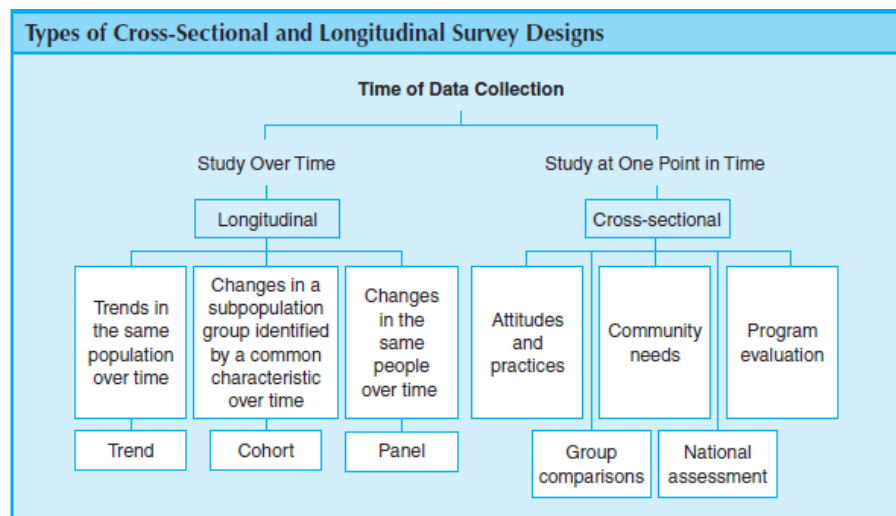 Types of Cross-Sectional and Longitudinal Survey Designs
Time of Data Collection
Study Over Time
Study at One Point in Time
Longitudinal
Cross-sectional
Trends in
the same
population
over time
Changes in a
subpopulation
group identified
by a common
characteristic
over time
Changes
in the
same
people
over time
Attitudes
and
practices
Community
needs
Program
evaluation
Trend
Cohort
Panel
Group
comparisons
National
assessment